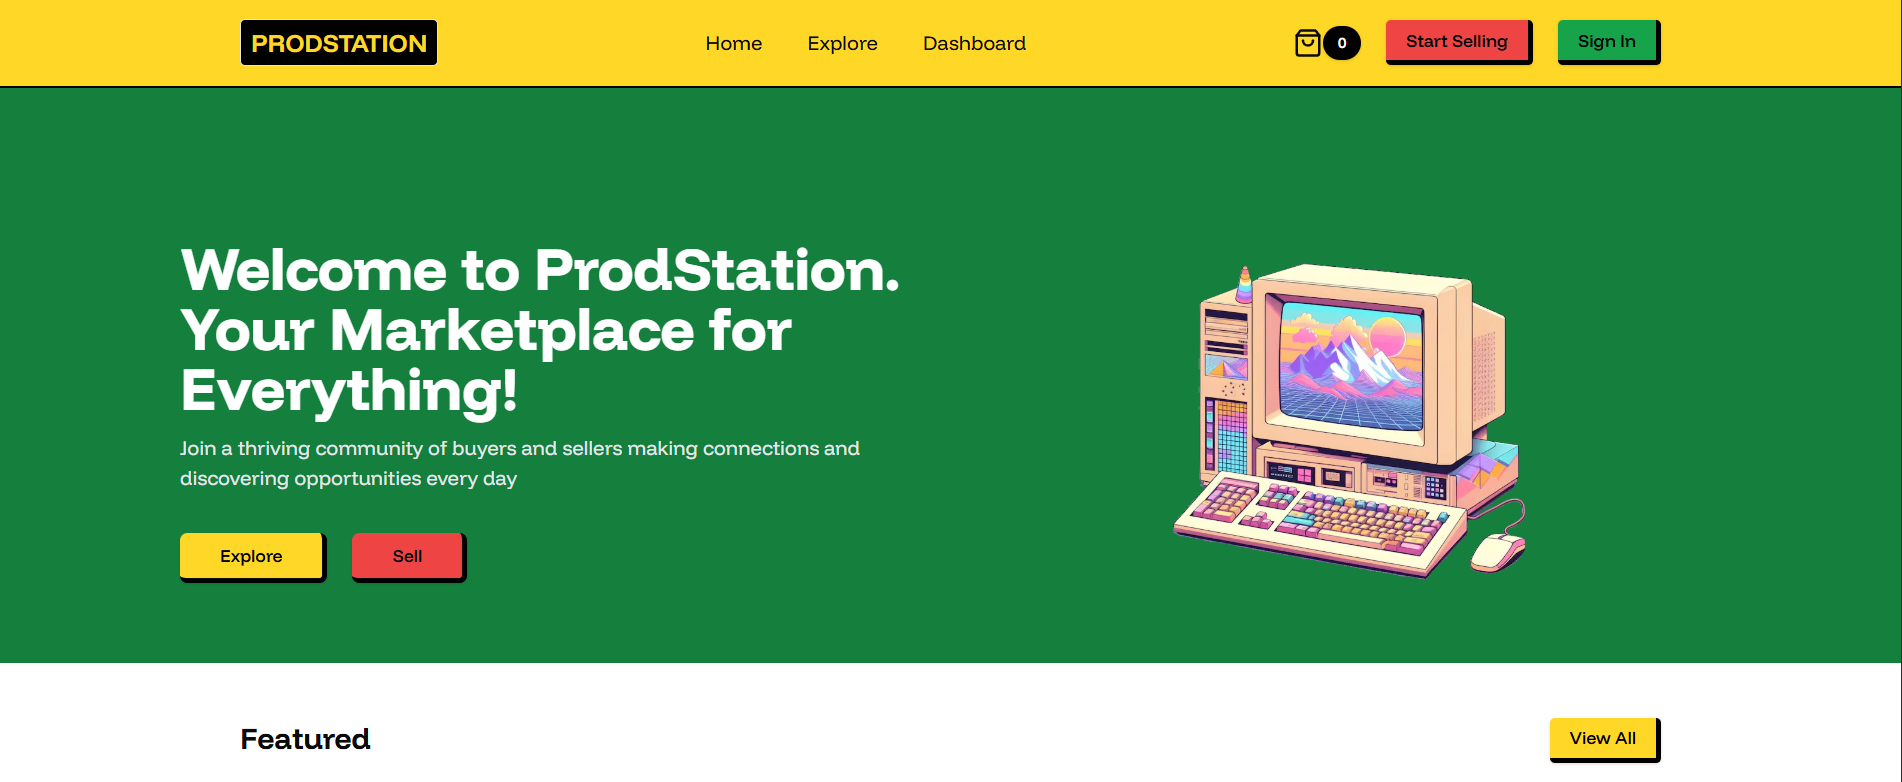 PRODSTATION
Home Explore Dashboard
0
Start Selling
Sign In
Welcome to ProdStation.
Your Marketplace for
Everything!
Join a thriving community of buyers and sellers making connections and
discovering opportunities every day
Explore
Sell
Featured
View All